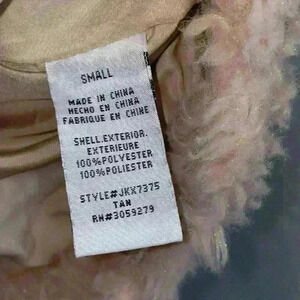 SMALL
MADE IN CHINA
HECHO EN CHINA
FABRIQUE EN CHINE
SHELL.EXTERIOR.
EXTERIEURE
100%POLYESTER
100%POLYESTER
STYLE#JKX7375
TAN
RN#3059279